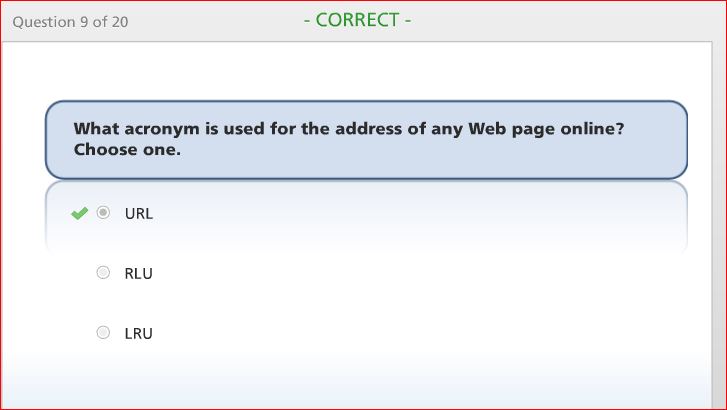 Question 9 of 20
- CORRECT -
What acronym is used for the address of any Web page online?
Choose one.
URL
RLU
LRU